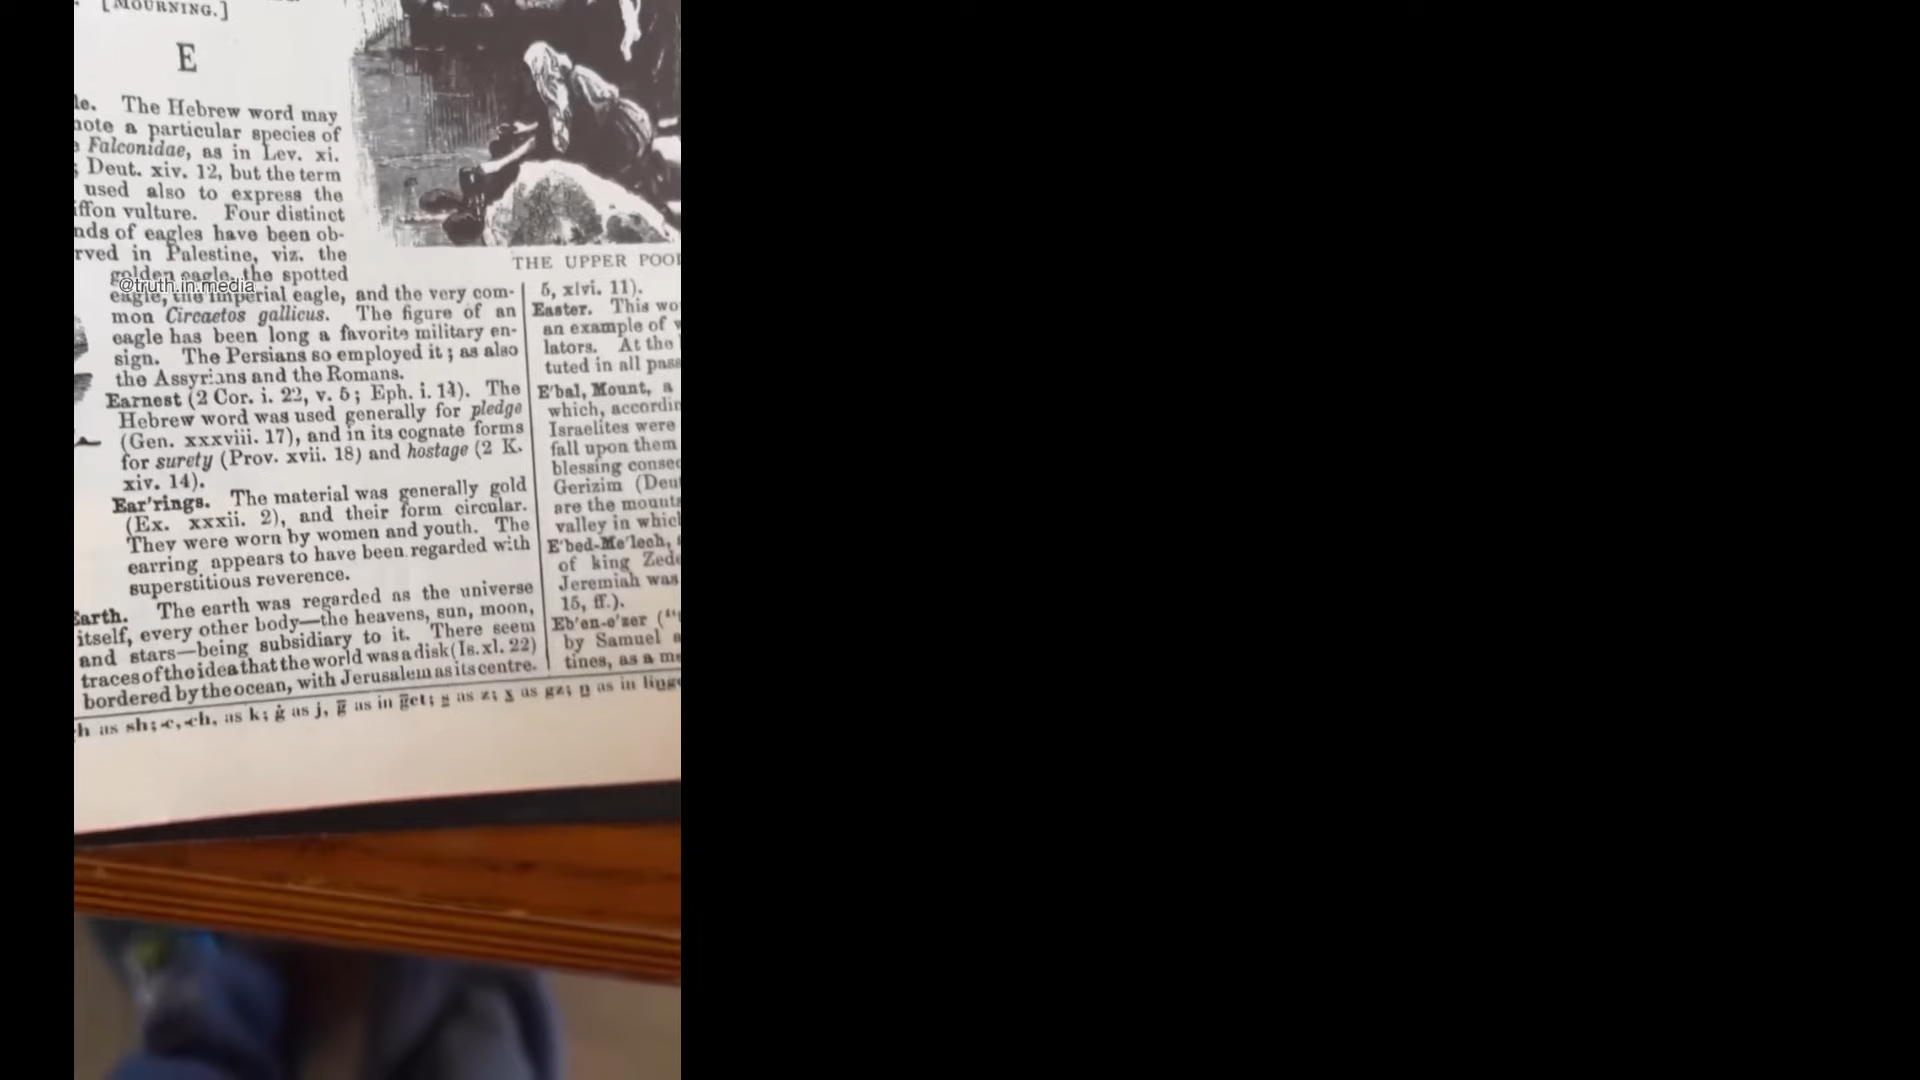 [MOURNING.]
E
le. The Hebrew word may
note a particular species of
Falconidae, as in Lev. xi.
; Deut. xiv. 12, but the term
used also to express the
iffon vulture. Four distinct
nds of eagles have been ob-
rved in Palestine, viz. the
golden eagle, the spotted
@truth.in.media
eagle, the imperial eagle, and the very com-
mon Circaetos gallicus. The figure of an
eagle has been long a favorite military en-
sign. The Persians so employed it; as also
the Assyrians and the Romans.
Earnest (2 Cor. i. 22, v. 5; Eph. i. 14). The
Hebrew word was used generally for pledge
(Gen. xxxviii. 17), and in its cognate forms
for surety (Prov. xvii. 18) and hostage (2 K.
xiv. 14).
Ear'rings. The material was generally gold
(Ex. xxxii. 2), and their form circular.
They were worn by women and youth. The
earring appears to have been regarded with
superstitious reverence.
Earth. The earth was regarded as the universe
itself, every other body—the heavens, sun, moon,
and stars—being subsidiary to it. There seem
traces of the idea that the world was a disk (Is. xl. 22)
bordered by the ocean, with Jerusalem as its centre.
THE UPPER POOL
5, xlvi. 11).
Easter. This wo
an example of
lators. At the
tuted in all pass
E'bal, Mount, a
which, accordin
Israelites were
fall upon them
blessing consec
Gerizim (Deut
are the mounta
valley in which
E'bed-Me'lech,
of king Zede
Jeremiah was
15, ff.).
Eb'en-e'zer (
by Samuel a
tines, as a me
h as sh; c, ch, as k; ġ as j, ḡ as in ḡet; s as z; x as gz; n as in linge